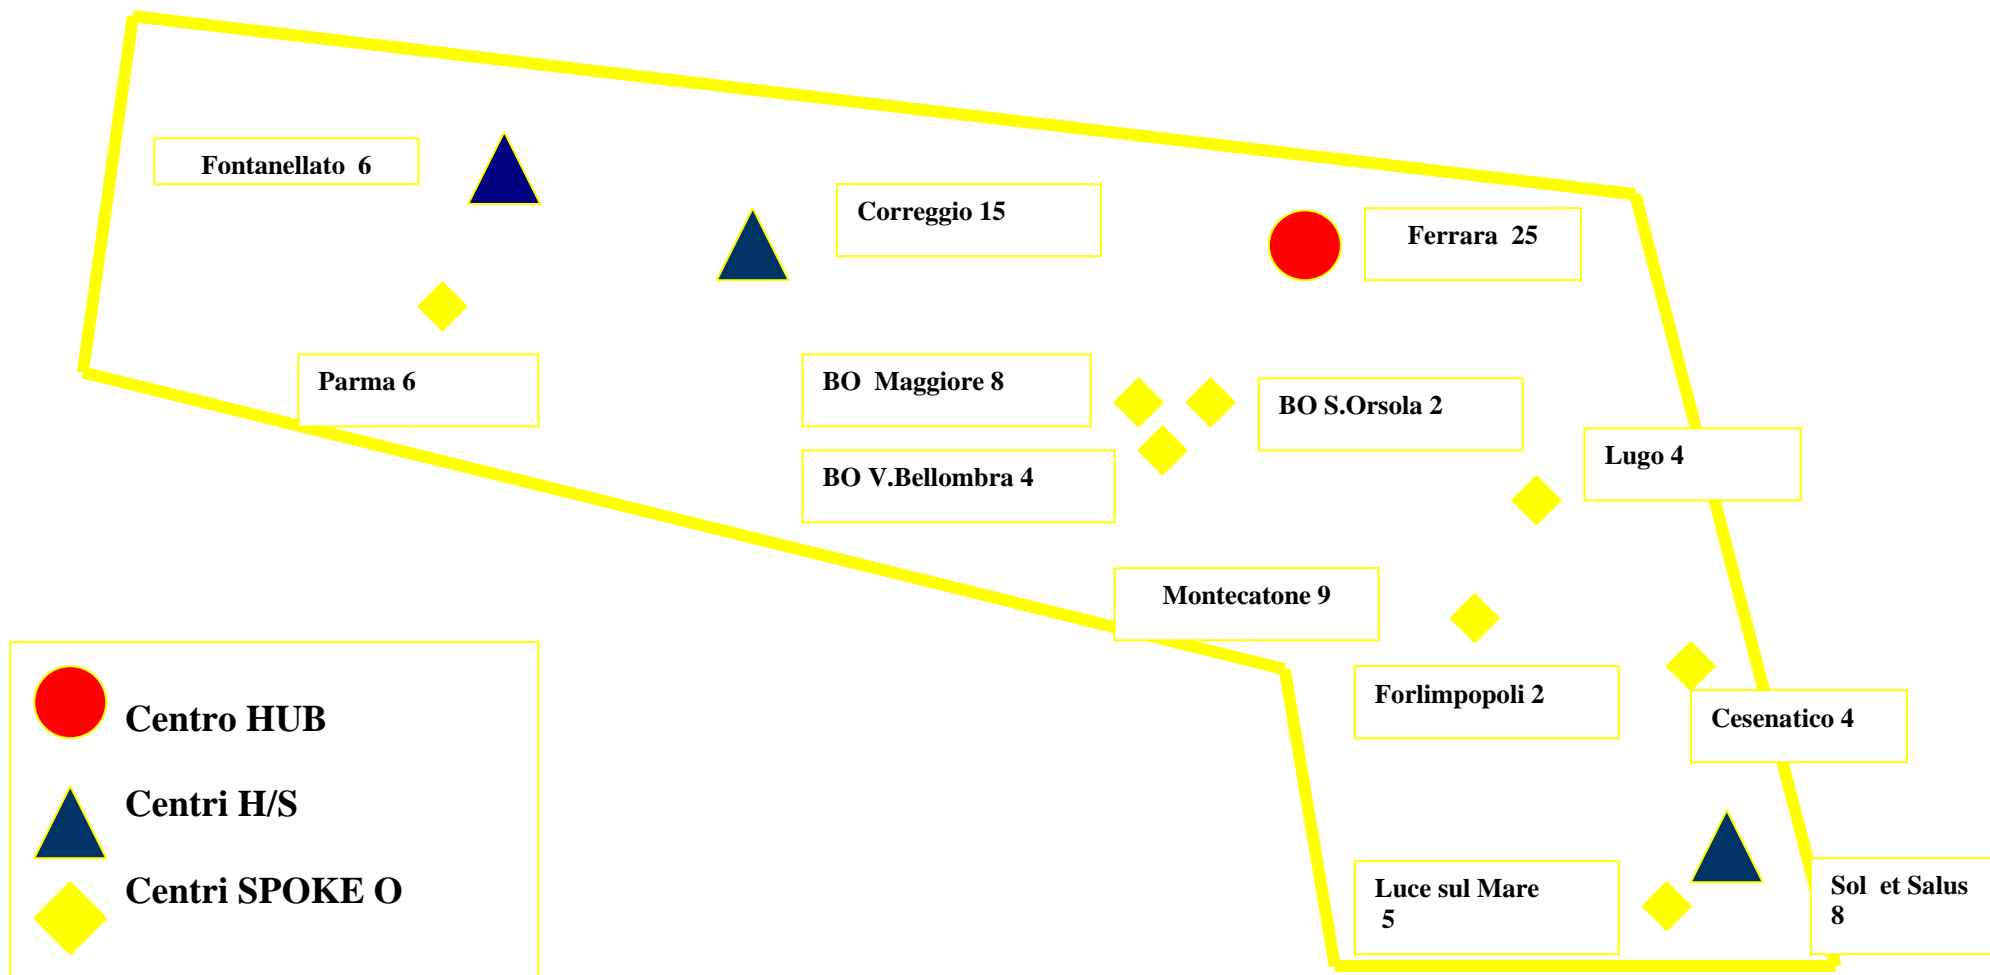 Fontanellato  6
Correggio 15
Ferrara  25
Parma 6
BO  Maggiore 8
BO S.Orsola 2
BO V.Bellombra 4
Lugo 4
Montecatone 9
Forlimpopoli 2
Cesenatico 4
Luce sul Mare
5
Sol  et Salus
8
Centro HUB
Centri H/S
Centri SPOKE O